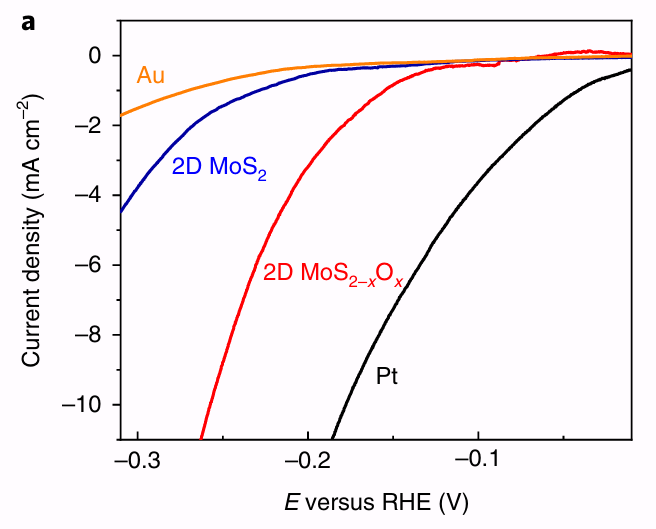 a
0
−2
−4
−6
−8
−10
Current density (mA cm⁻²)
Au
2D MoS₂
2D MoS₂₋ₓOₓ
Pt
−0.3
−0.2
−0.1
E versus RHE (V)